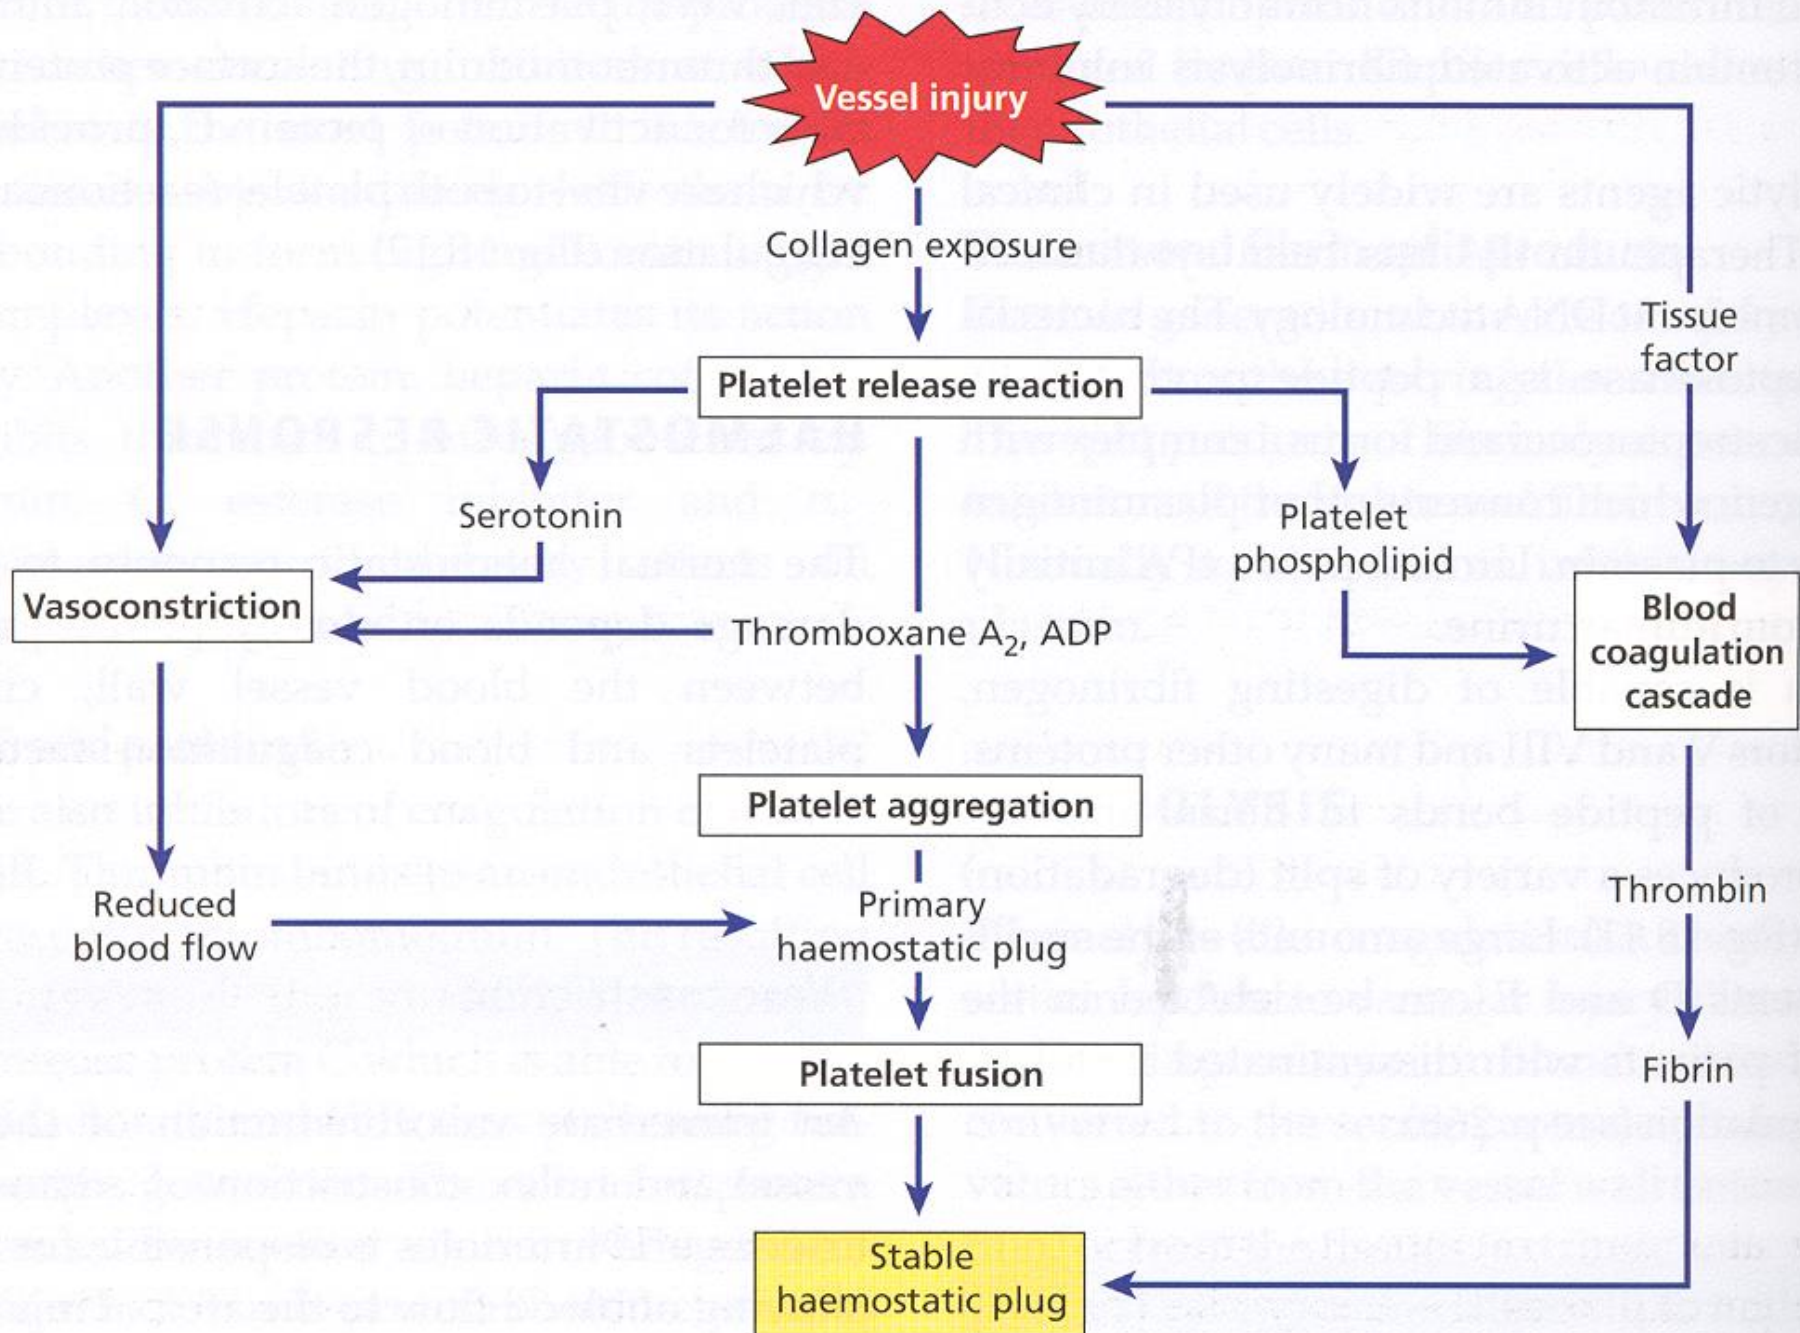 Vessel injury
Collagen exposure
Tissue
factor
Platelet release reaction
Serotonin
Platelet
phospholipid
Vasoconstriction
Thromboxane A₂, ADP
Blood
coagulation
cascade
Platelet aggregation
Reduced
blood flow
Primary
haemostatic plug
Thrombin
Platelet fusion
Fibrin
Stable
haemostatic plug